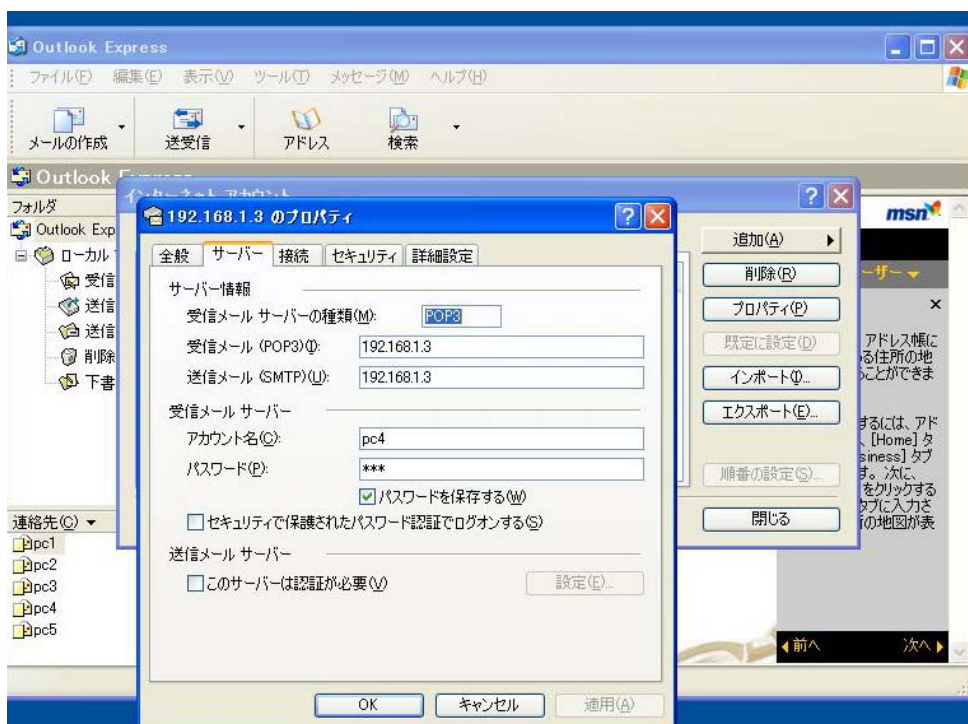 Outlook Express
ファイル(F) 編集(E) 表示(V) ツール(T) メッセージ(M) ヘルプ(H)
メールの作成 送受信 アドレス 検索
Outlook
フォルダ
Outlook Exp
ローカル
受信
送信
送信
削除
下書
連絡先(C)
pc1
pc2
pc3
pc4
pc5
インターネット アカウント
追加(A)
削除(R)
プロパティ(P)
既定に設定(D)
インポート(I)...
エクスポート(E)...
順番の設定(S)...
閉じる
192.168.1.3 のプロパティ
全般 サーバー 接続 セキュリティ 詳細設定
サーバー情報
受信メール サーバーの種類(M): POP3
受信メール (POP3)(I): 192.168.1.3
送信メール (SMTP)(U): 192.168.1.3
受信メール サーバー
アカウント名(C): pc4
パスワード(P): ***
パスワードを保存する(W)
セキュリティで保護されたパスワード認証でログオンする(S)
送信メール サーバー
このサーバーは認証が必要(V) 設定(E)...
OK キャンセル 適用(A)
msn
ーザー
アドレス帳に
る住所の地
ことができま
するには、アド
、[Home] タ
siness] タブ
す。次に、
をクリックする
タブに入力さ
所の地図が表
前へ 次へ